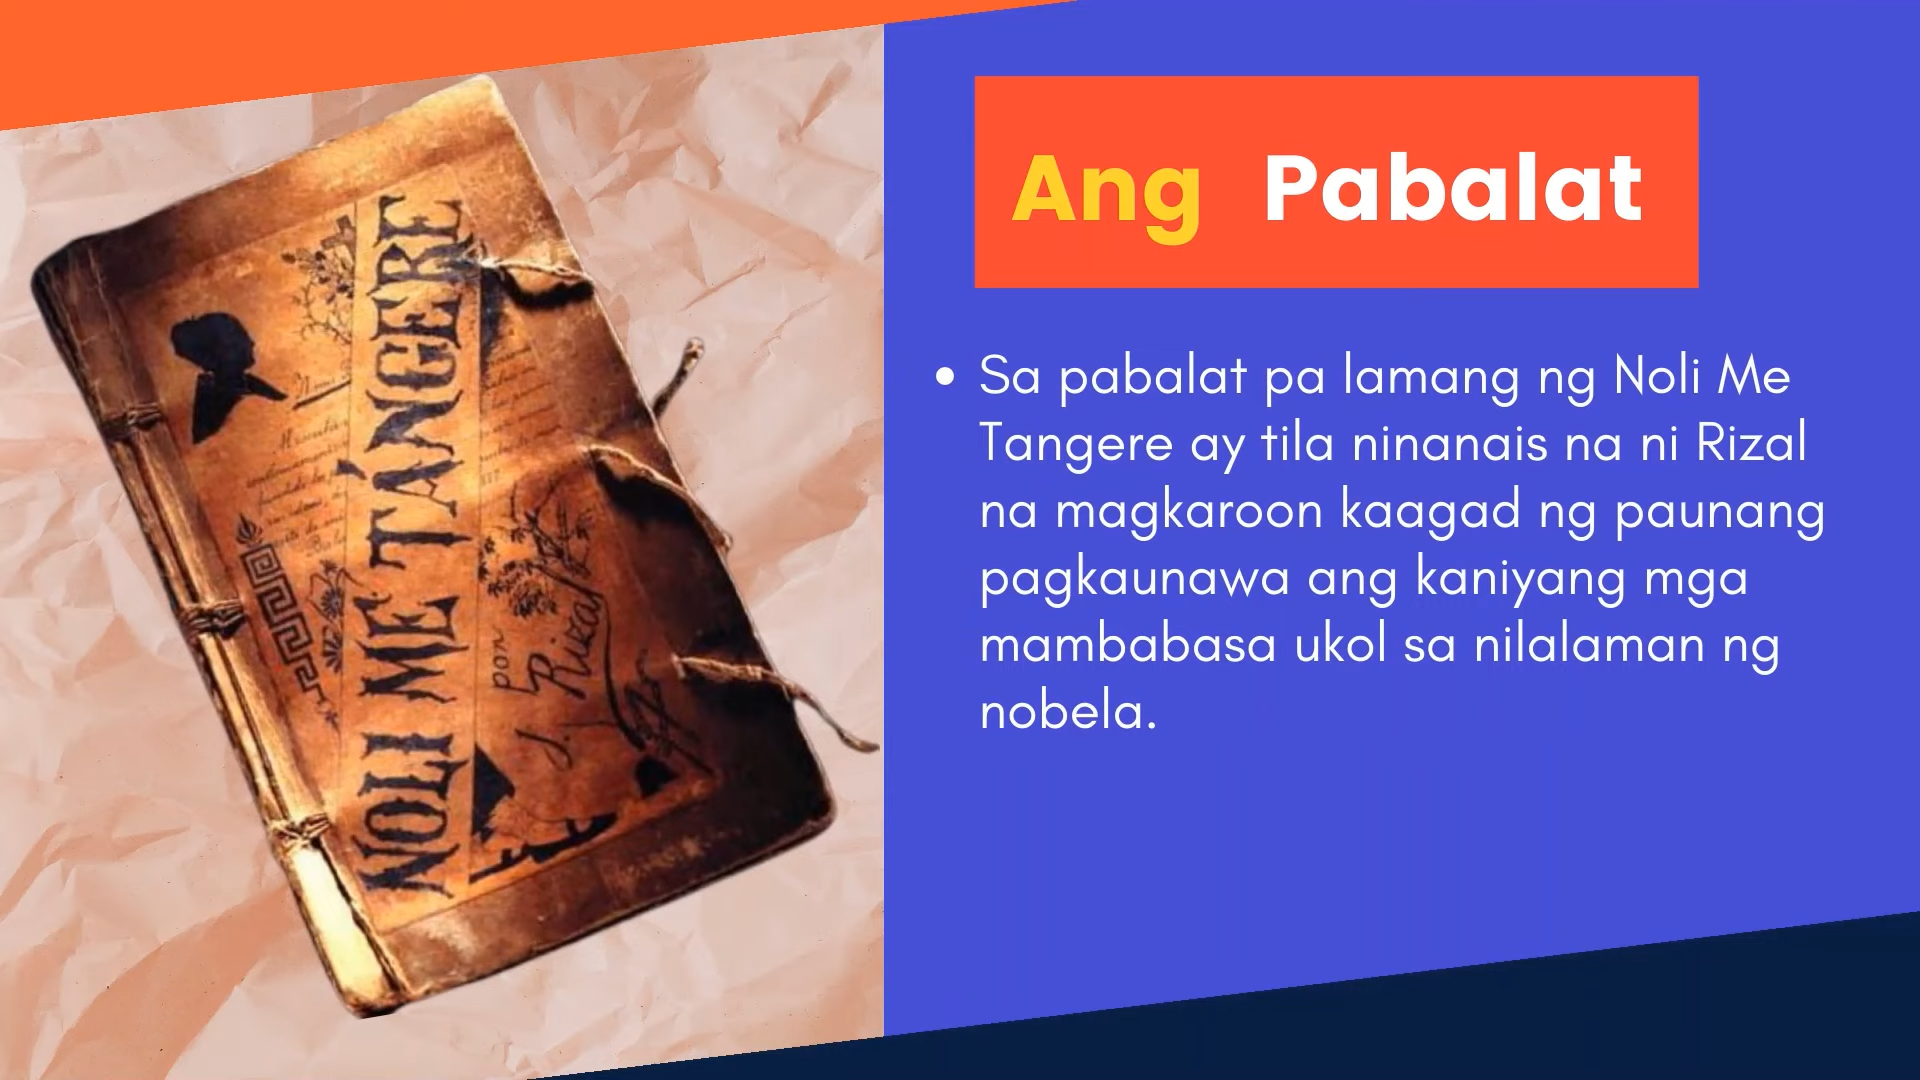 Ang Pabalat
NOLI ME TÁNGERE
por
J. Rizal
• Sa pabalat pa lamang ng Noli Me
Tangere ay tila ninanais na ni Rizal
na magkaroon kaagad ng paunang
pagkaunawa ang kaniyang mga
mambabasa ukol sa nilalaman ng
nobela.